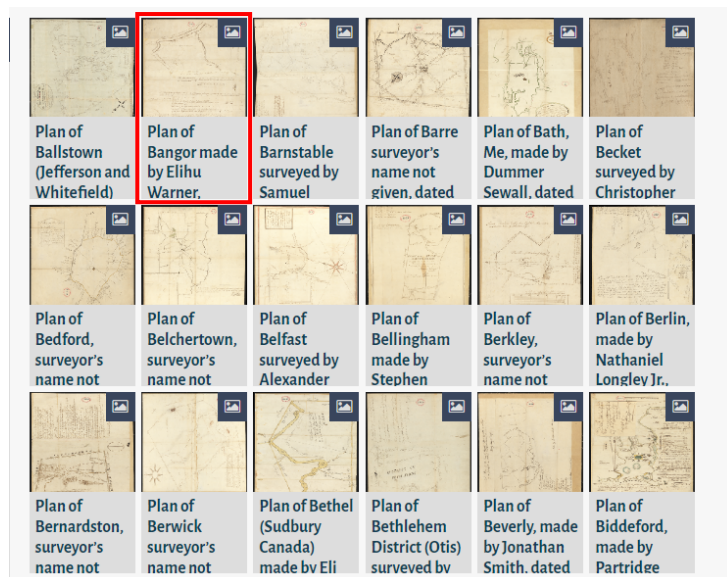 Plan of
Ballstown
(Jefferson and
Whitefield)
Plan of
Bangor made
by Elihu
Warner,
Plan of
Barnstable
surveyed by
Samuel
Plan of Barre
surveyor's
name not
given, dated
Plan of Bath,
Me, made by
Dummer
Sewall, dated
Plan of
Becket
surveyed by
Christopher
Plan of
Bedford,
surveyor's
name not
Plan of
Belchertown,
surveyor's
name not
Plan of
Belfast
surveyed by
Alexander
Plan of
Bellingham
made by
Stephen
Plan of
Berkley,
surveyor's
name not
Plan of Berlin,
made by
Nathaniel
Longley Jr.,
Plan of
Bernardston,
surveyor's
name not
Plan of
Berwick
surveyor's
name not
Plan of Bethel
(Sudbury
Canada)
made by Eli
Plan of
Bethlehem
District (Otis)
surveyed by
Plan of
Beverly, made
by Jonathan
Smith, dated
Plan of
Biddeford,
made by
Partridge